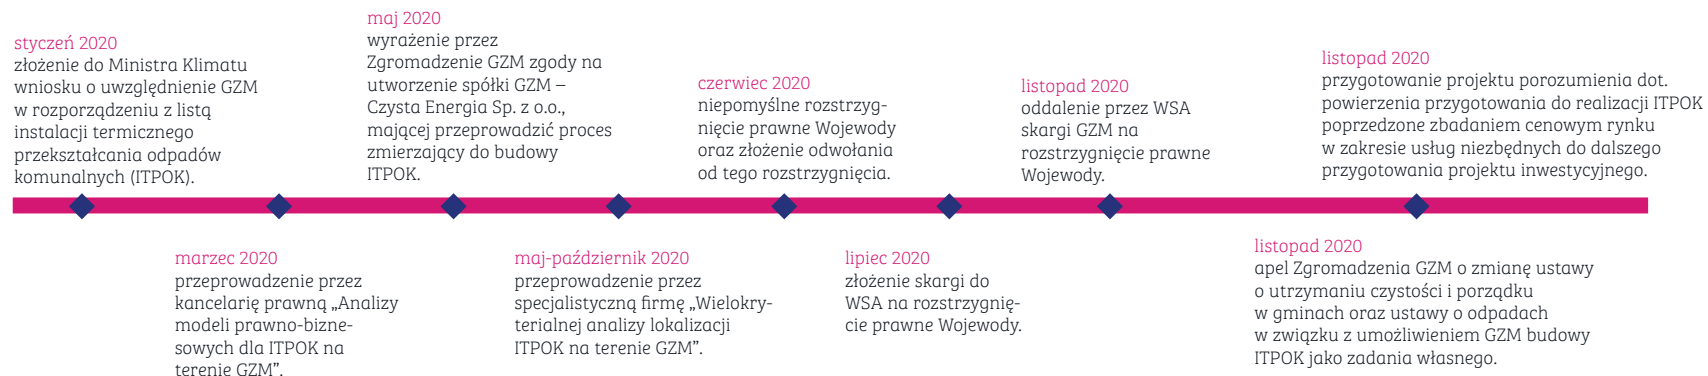 styczeń 2020
złożenie do Ministra Klimatu
wniosku o uwzględnienie GZM
w rozporządzeniu z listą
instalacji termicznego
przekształcania odpadów
komunalnych (ITPOK).
marzec 2020
przeprowadzenie przez
kancelarię prawną „Analizy
modeli prawno-bizne-
sowych dla ITPOK na
terenie GZM”.
maj 2020
wyrażenie przez
Zgromadzenie GZM zgody na
utworzenie spółki GZM –
Czysta Energia Sp. z o.o.,
mającej przeprowadzić proces
zmierzający do budowy
ITPOK.
maj-październik 2020
przeprowadzenie przez
specjalistyczną firmę „Wielokry-
terialnej analizy lokalizacji
ITPOK na terenie GZM”.
czerwiec 2020
niepomyślne rozstrzyg-
nięcie prawne Wojewody
oraz złożenie odwołania
od tego rozstrzygnięcia.
lipiec 2020
złożenie skargi do
WSA na rozstrzygnię-
cie prawne Wojewody.
listopad 2020
oddalenie przez WSA
skargi GZM na
rozstrzygnięcie prawne
Wojewody.
listopad 2020
przygotowanie projektu porozumienia dot.
powierzenia przygotowania do realizacji ITPOK
poprzedzone zbadaniem cenowym rynku
w zakresie usług niezbędnych do dalszego
przygotowania projektu inwestycyjnego.
listopad 2020
apel Zgromadzenia GZM o zmianę ustawy
o utrzymaniu czystości i porządku
w gminach oraz ustawy o odpadach
w związku z umożliwieniem GZM budowy
ITPOK jako zadania własnego.